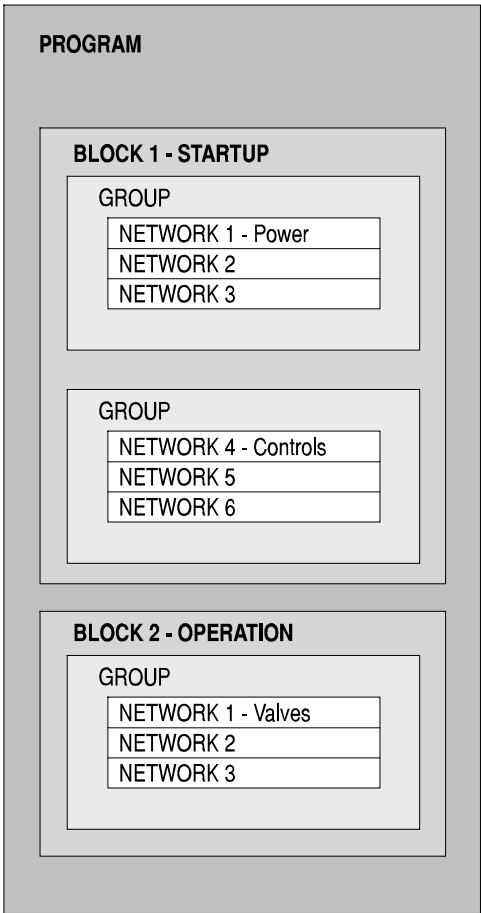 PROGRAM
BLOCK 1 - STARTUP
GROUP
NETWORK 1 - Power
NETWORK 2
NETWORK 3
GROUP
NETWORK 4 - Controls
NETWORK 5
NETWORK 6
BLOCK 2 - OPERATION
GROUP
NETWORK 1 - Valves
NETWORK 2
NETWORK 3